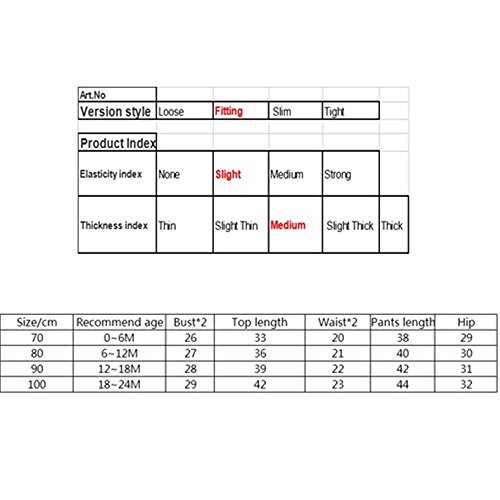 Art.No
Version style Loose Fitting Slim Tight
Product Index
Elasticity index None Slight Medium Strong
Thickness index Thin Slight Thin Medium Slight Thick Thick
Size/cm Recommend age Bust*2 Top length Waist*2 Pants length Hip
70 0~6M 26 33 20 38 29
80 6~12M 27 36 21 40 30
90 12~18M 28 39 22 42 31
100 18~24M 29 42 23 44 32